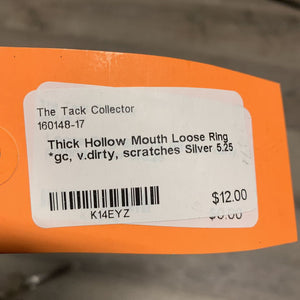 The Tack Collector
160148-17
Thick Hollow Mouth Loose Ring
*gc, v.dirty, scratches Silver 5.25
K14EYZ
$12.00